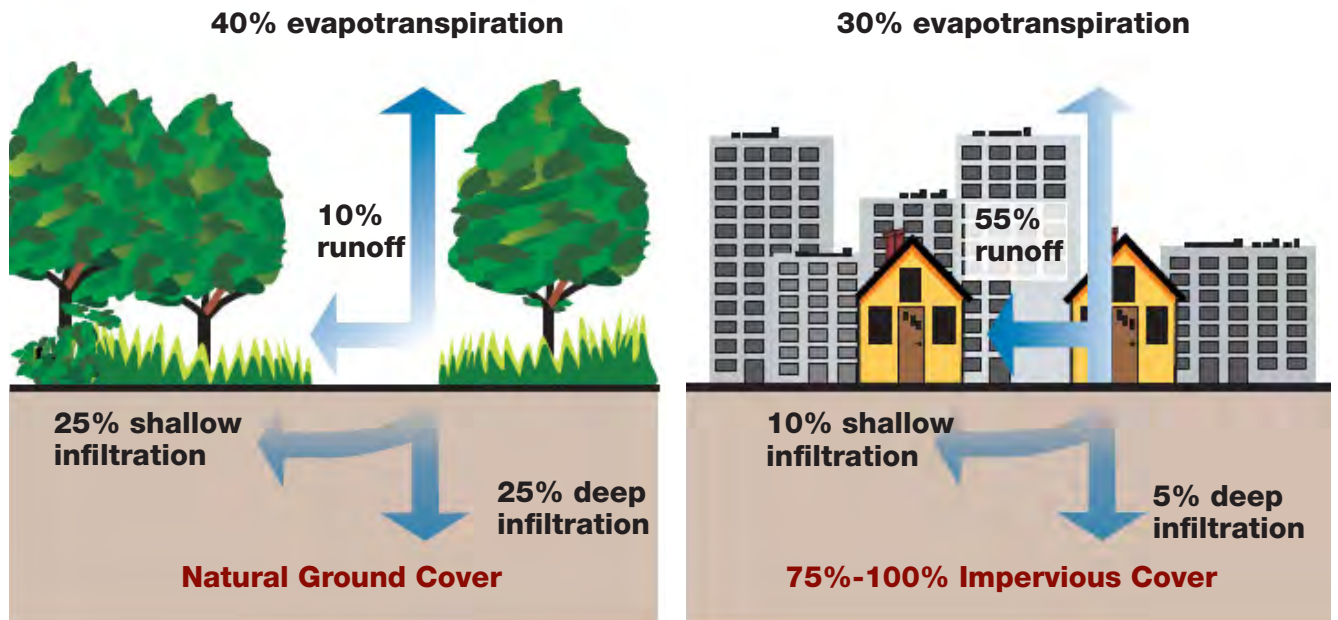 40% evapotranspiration
10%
runoff
25% shallow
infiltration
25% deep
infiltration
Natural Ground Cover
30% evapotranspiration
55%
runoff
10% shallow
infiltration
5% deep
infiltration
75%-100% Impervious Cover